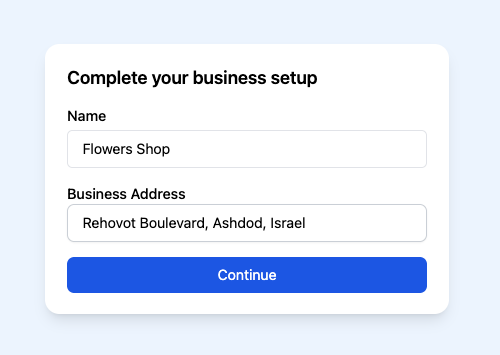 Complete your business setup
Name
Flowers Shop
Business Address
Rehovot Boulevard, Ashdod, Israel
Continue